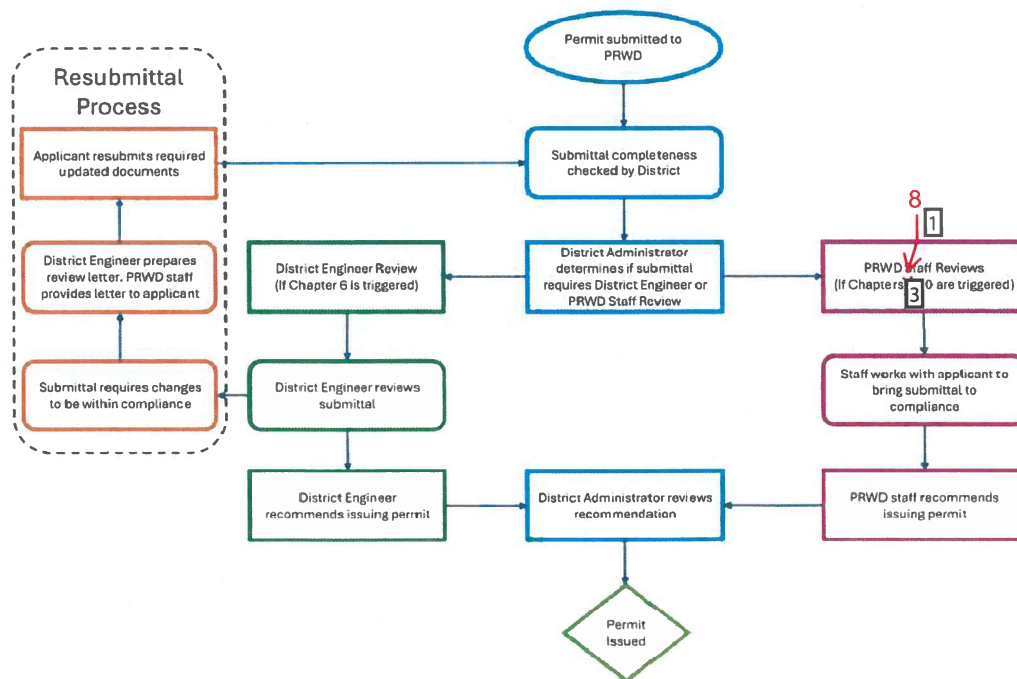 Permit submitted to
PRWD
Resubmittal
Process
Applicant resubmits required
updated documents
Submittal completeness
checked by District
8
1
District Engineer prepares
review letter. PRWD staff
provides letter to applicant
District Engineer Review
(If Chapter 6 is triggered)
District Administrator
determines if submittal
requires District Engineer or
PRWD Staff Review
PRWD Staff Reviews
(If Chapters 0 are triggered)
3
Submittal requires changes
to be within compliance
District Engineer reviews
submittal
Staff works with applicant to
bring submittal to
compliance
District Engineer
recommends issuing permit
District Administrator reviews
recommendation
PRWD staff recommends
issuing permit
Permit
Issued